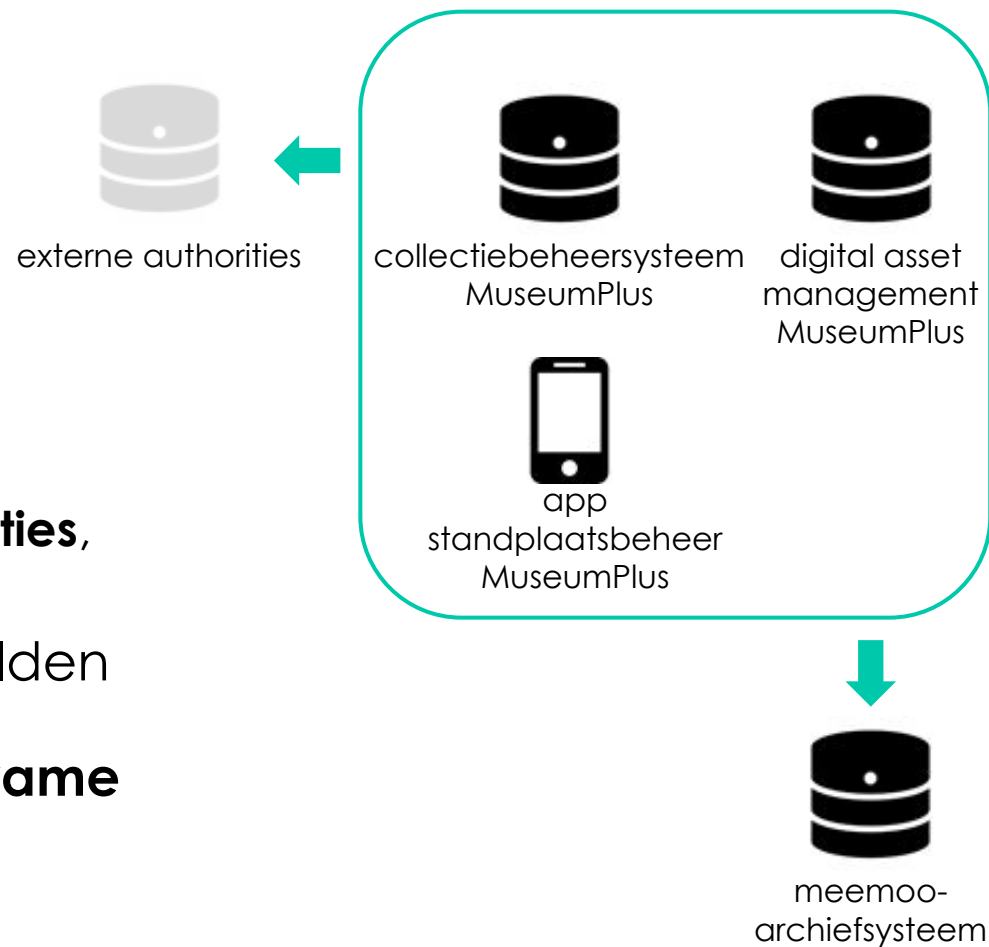 externe authorities
collectiebeheersysteem
MuseumPlus
digital asset
management
MuseumPlus
app
standplaatsbeheer
MuseumPlus
ties,
lden
ame
meemoo-
archiefsysteem